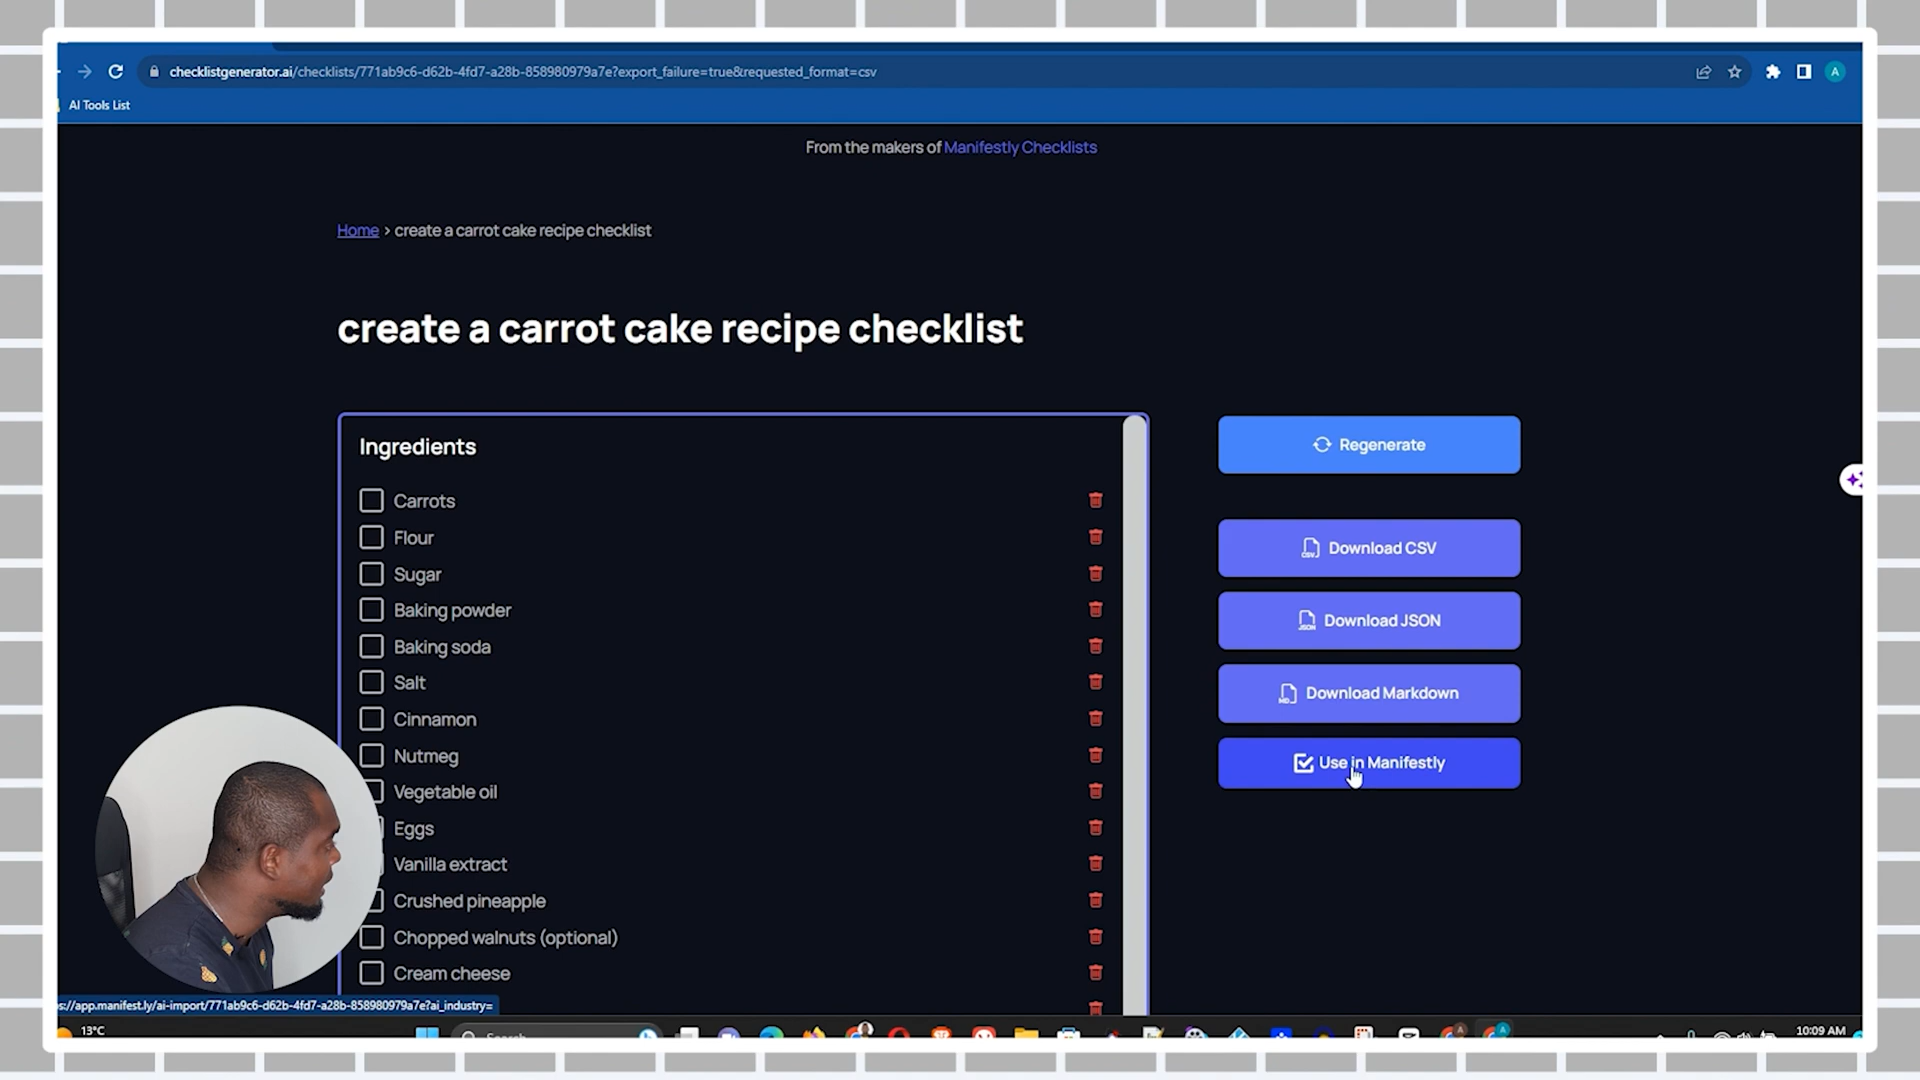 checklistgenerator.ai/checklists/771ab9c6-d62b-4fd7-a28b-858980979a7e?export_failure=true&requested_format=csv
A
AI Tools List
From the makers of Manifestly Checklists
Home > create a carrot cake recipe checklist
create a carrot cake recipe checklist
Ingredients
Carrots
Flour
Sugar
Baking powder
Baking soda
Salt
Cinnamon
Nutmeg
Vegetable oil
Eggs
Vanilla extract
Crushed pineapple
Chopped walnuts (optional)
Cream cheese
Regenerate
CSV Download CSV
JSON Download JSON
MD Download Markdown
Use in Manifestly
s://app.manifest.ly/ai-import/771ab9c6-d62b-4fd7-a28b-858980979a7e?ai_industry=
13°C
Search
10:09 AM